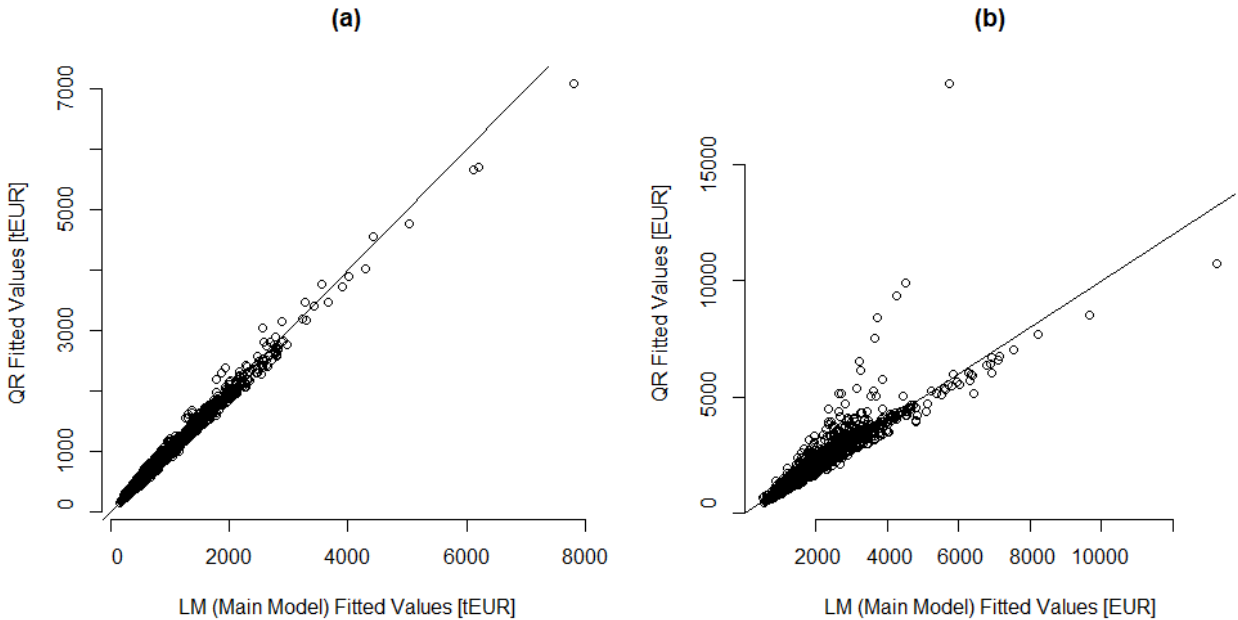 (a)
QR Fitted Values [tEUR]
7000
5000
3000
1000
0
0 2000 4000 6000 8000
LM (Main Model) Fitted Values [tEUR]
(b)
QR Fitted Values [EUR]
15000
10000
5000
0
2000 4000 6000 8000 10000
LM (Main Model) Fitted Values [EUR]